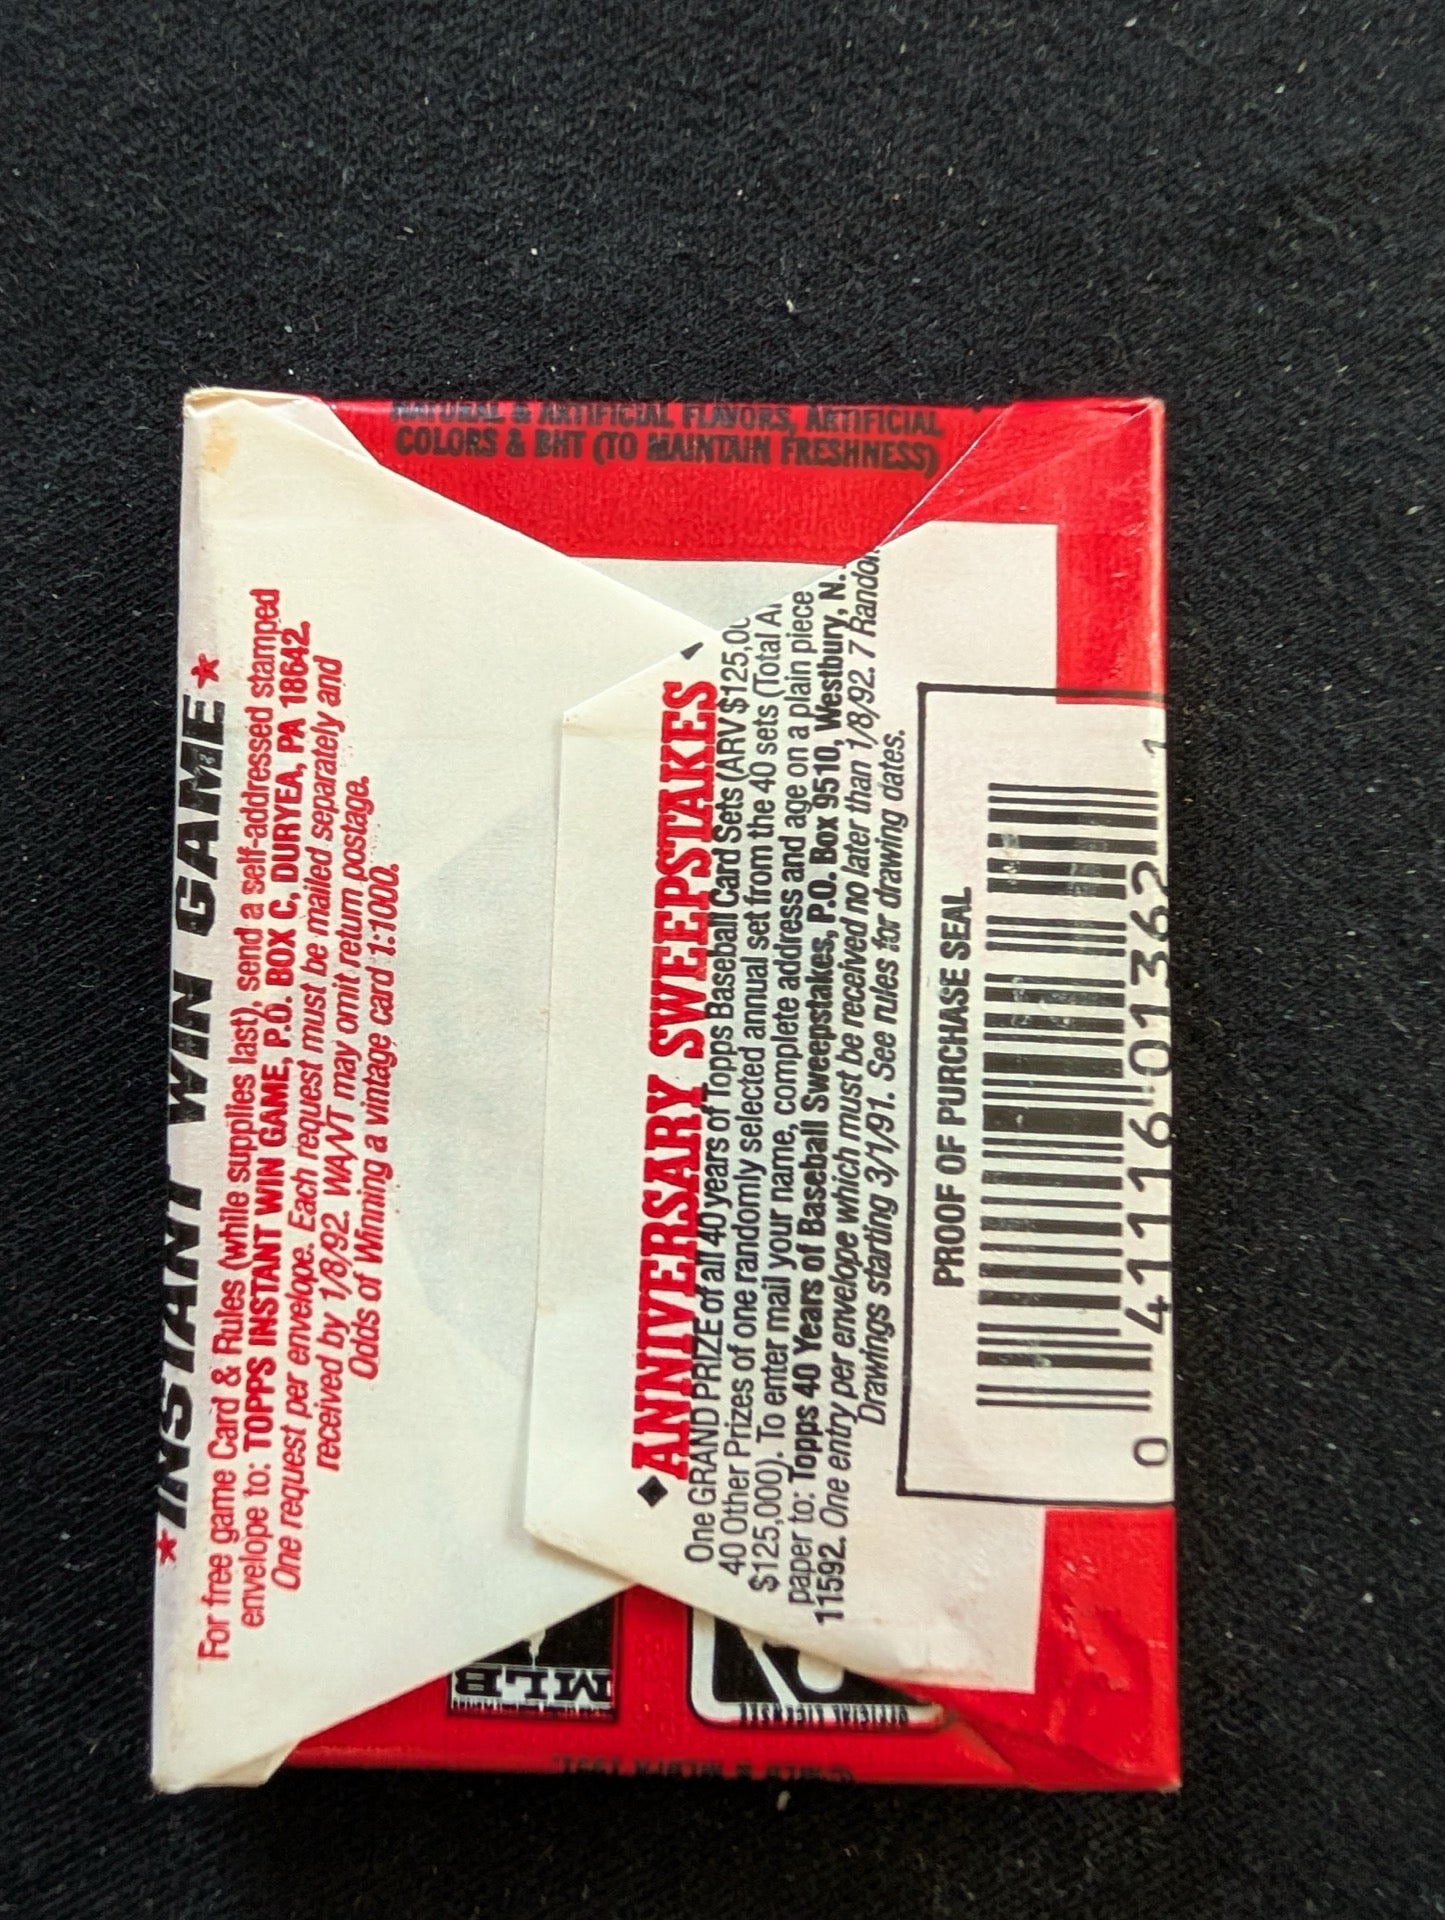 NATURAL & ARTIFICIAL FLAVORS, ARTIFICIAL
COLORS & BHT (TO MAINTAIN FRESHNESS)
INSTANT WIN GAME
For free game Card & Rules (while supplies last), send a self-addressed stamped
envelope to: TOPPS INSTANT WIN GAME, P.O. BOX C, DURYEA, PA 18642.
One request per envelope. Each request must be mailed separately and
received by 1/8/92. WA/VT may omit return postage.
Odds of Winning a vintage card 1:1000.
ANNIVERSARY SWEEPSTAKES
One GRAND PRIZE of all 40 years of Topps Baseball Card Sets (ARV $125,00
40 Other Prizes of one randomly selected annual set from the 40 sets (Total A
$125,000). To enter mail your name, complete address and age on a plain piece
paper to: Topps 40 Years of Baseball Sweepstakes, P.O. Box 9510, Westbury, N.
11592. One entry per envelope which must be received no later than 1/8/92. 7 Random
Drawings starting 3/1/91. See rules for drawing dates.
PROOF OF PURCHASE SEAL
0 41116 01362 1
MLB